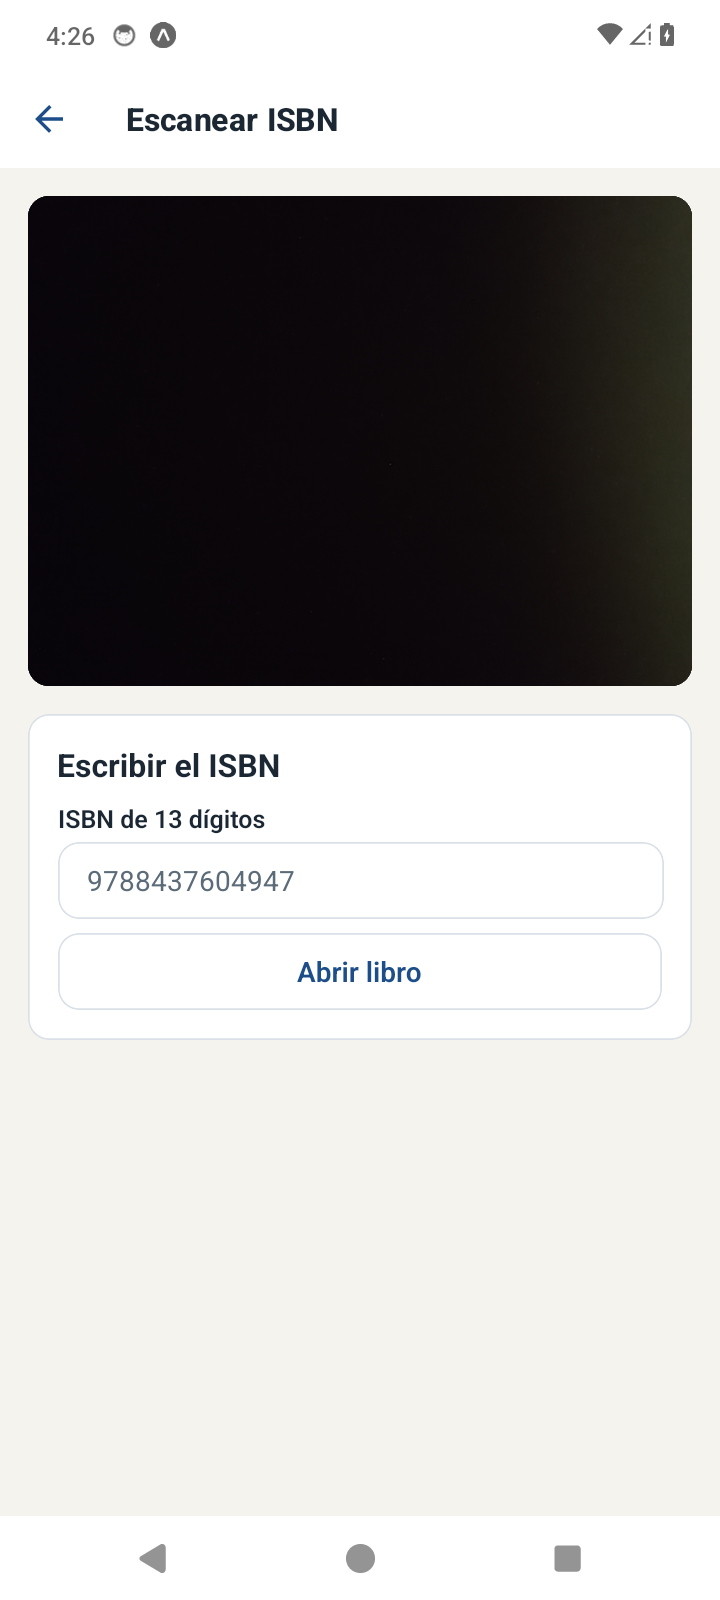 4:26
Escanear ISBN
Escribir el ISBN
ISBN de 13 dígitos
9788437604947
Abrir libro